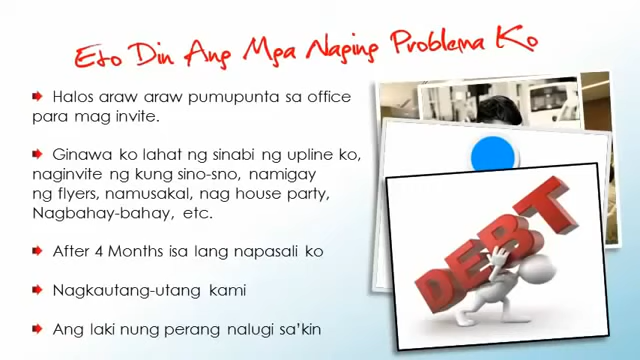 Eto Din Ang Mga Naging Problema Ko
Halos araw araw pumupunta sa office
para mag invite.
Ginawa ko lahat ng sinabi ng upline ko,
naginvite ng kung sino-sno, namigay
ng flyers, namusakal, nag house party,
Nagbahay-bahay, etc.
After 4 Months isa lang napasali ko
Nagkautang-utang kami
Ang laki nung perang nalugi sa'kin
DEBT